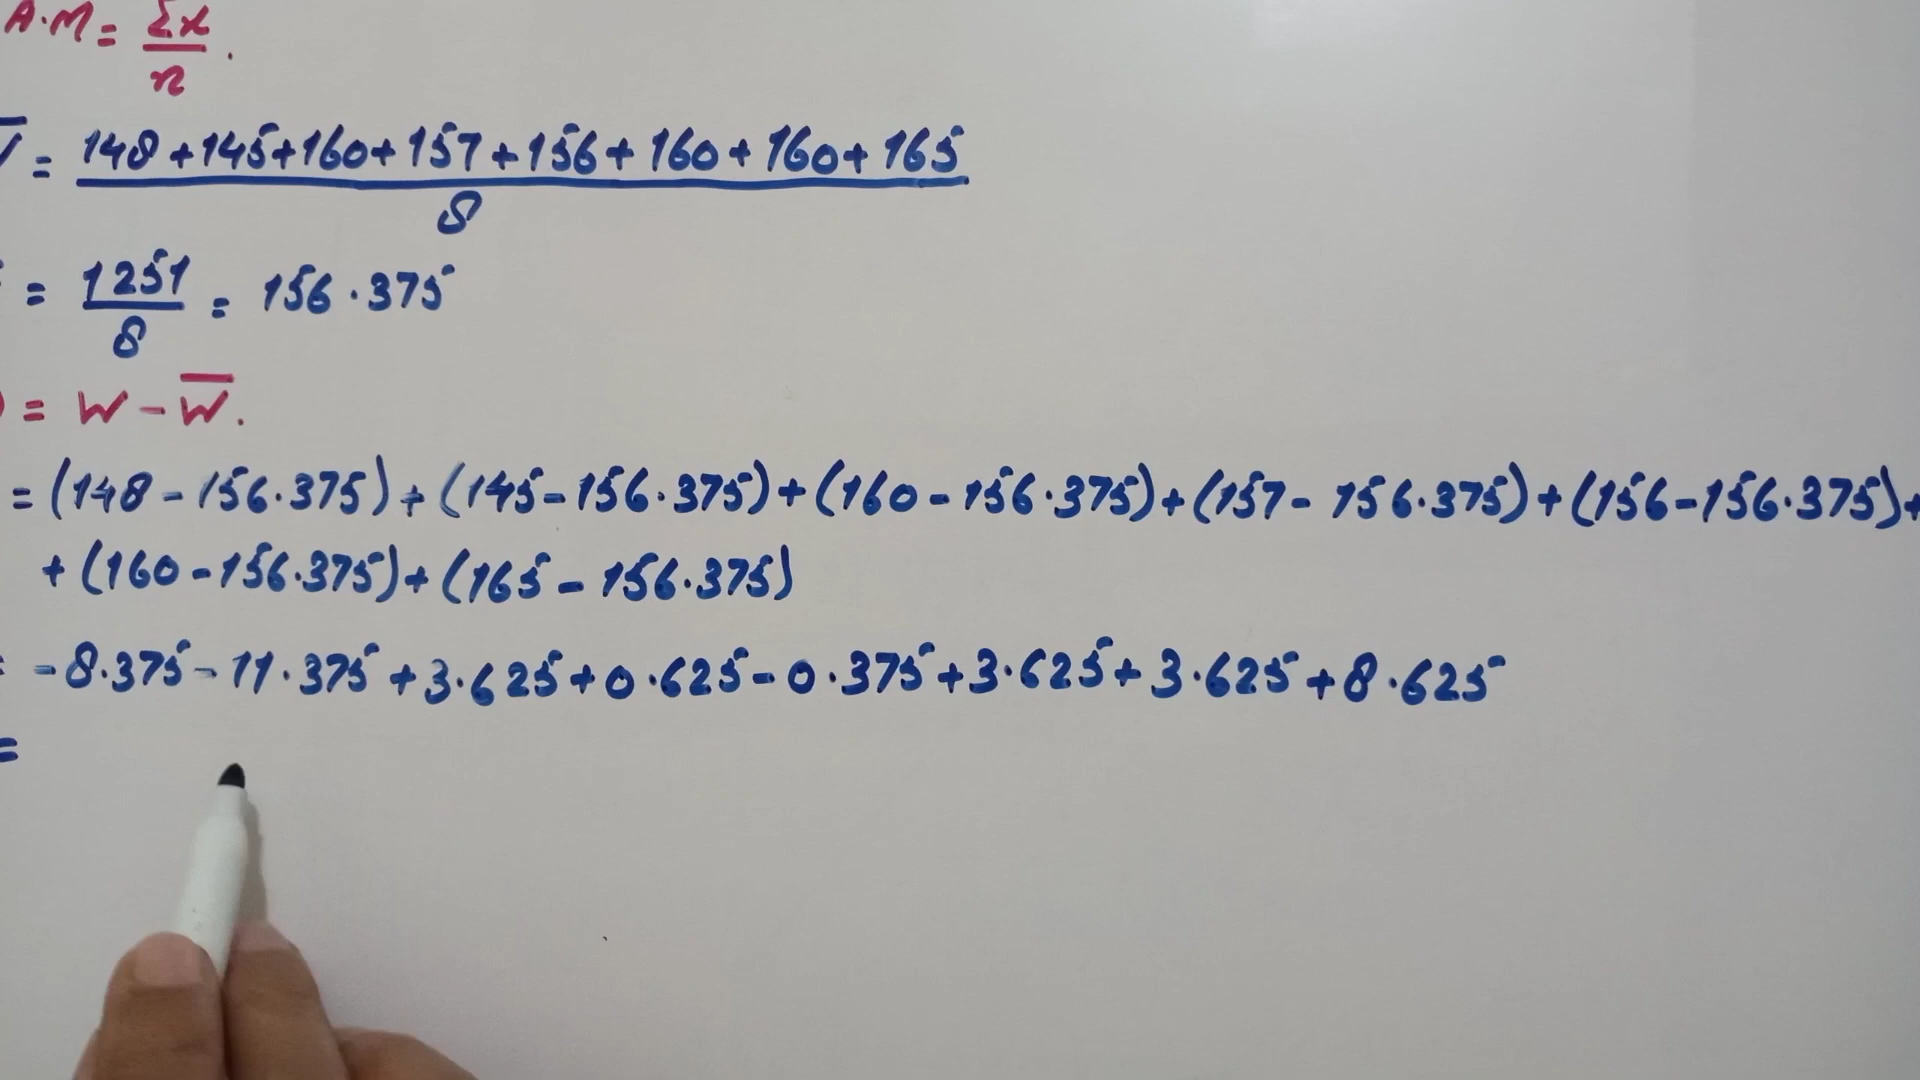 A.M = Σx/n.
= 148+145+160+157+156+160+160+165 / 8
= 1251/8 = 156.375
= W - W̅.
= (148 - 156.375) + (145 - 156.375) + (160 - 156.375) + (157 - 156.375) + (156 - 156.375) +
+ (160 - 156.375) + (165 - 156.375)
= -8.375 - 11.375 + 3.625 + 0.625 - 0.375 + 3.625 + 3.625 + 8.625
=